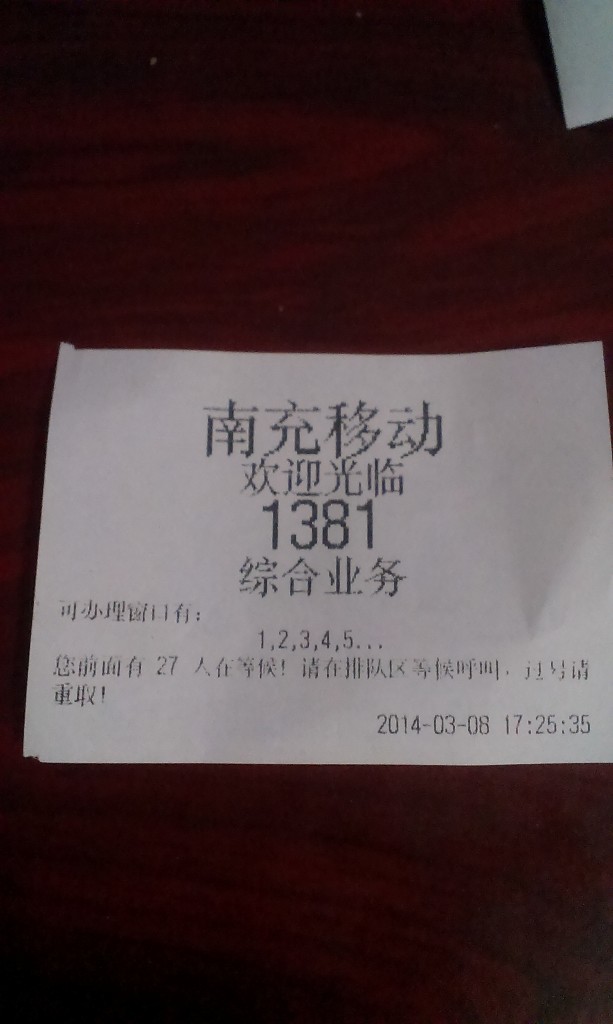 南充移动
欢迎光临
1381
综合业务
可办理窗口有:
1,2,3,4,5...
您前面有 27 人在等候! 请在排队区等候呼叫, 过号请
重取!
2014-03-08 17:25:35